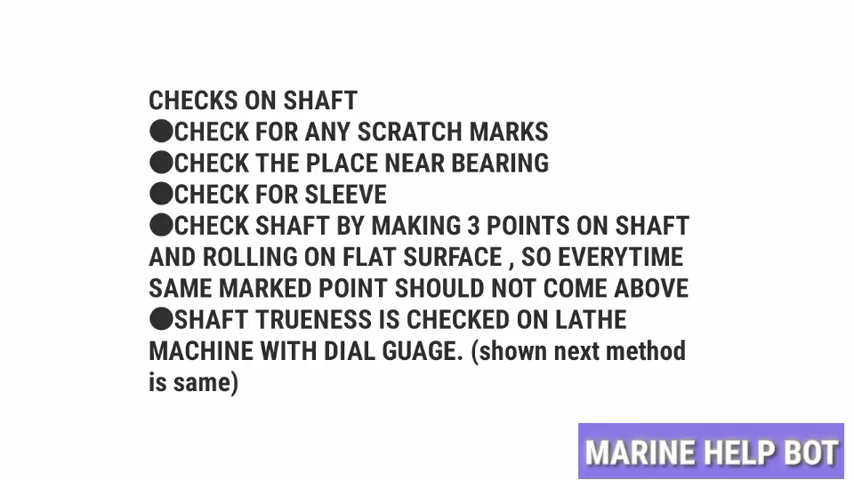 CHECKS ON SHAFT
●CHECK FOR ANY SCRATCH MARKS
●CHECK THE PLACE NEAR BEARING
●CHECK FOR SLEEVE
●CHECK SHAFT BY MAKING 3 POINTS ON SHAFT
AND ROLLING ON FLAT SURFACE , SO EVERYTIME
SAME MARKED POINT SHOULD NOT COME ABOVE
●SHAFT TRUENESS IS CHECKED ON LATHE
MACHINE WITH DIAL GUAGE. (shown next method
is same)
MARINE HELP BOT